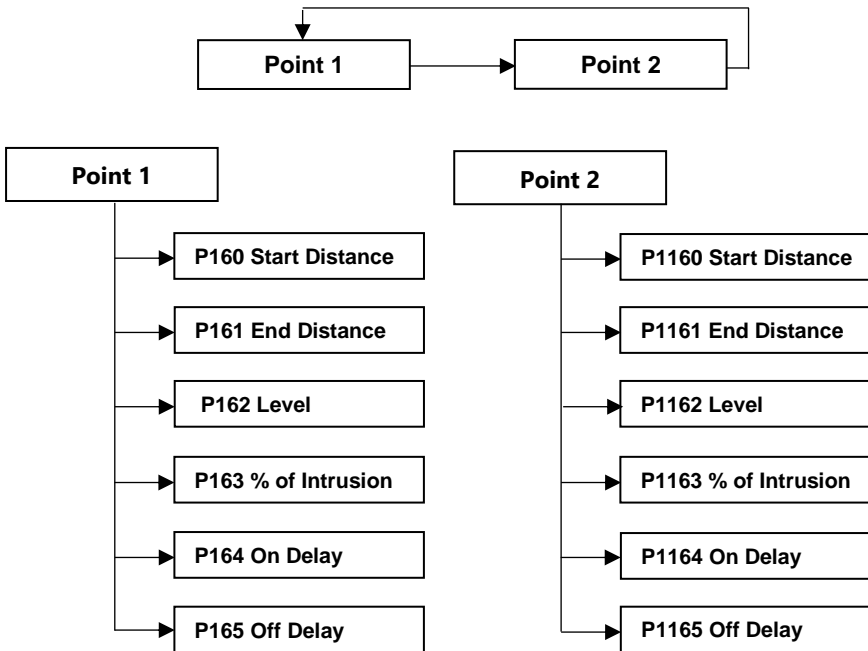 Point 1
Point 2
Point 1
P160 Start Distance
P161 End Distance
P162 Level
P163 % of Intrusion
P164 On Delay
P165 Off Delay
Point 2
P1160 Start Distance
P1161 End Distance
P1162 Level
P1163 % of Intrusion
P1164 On Delay
P1165 Off Delay